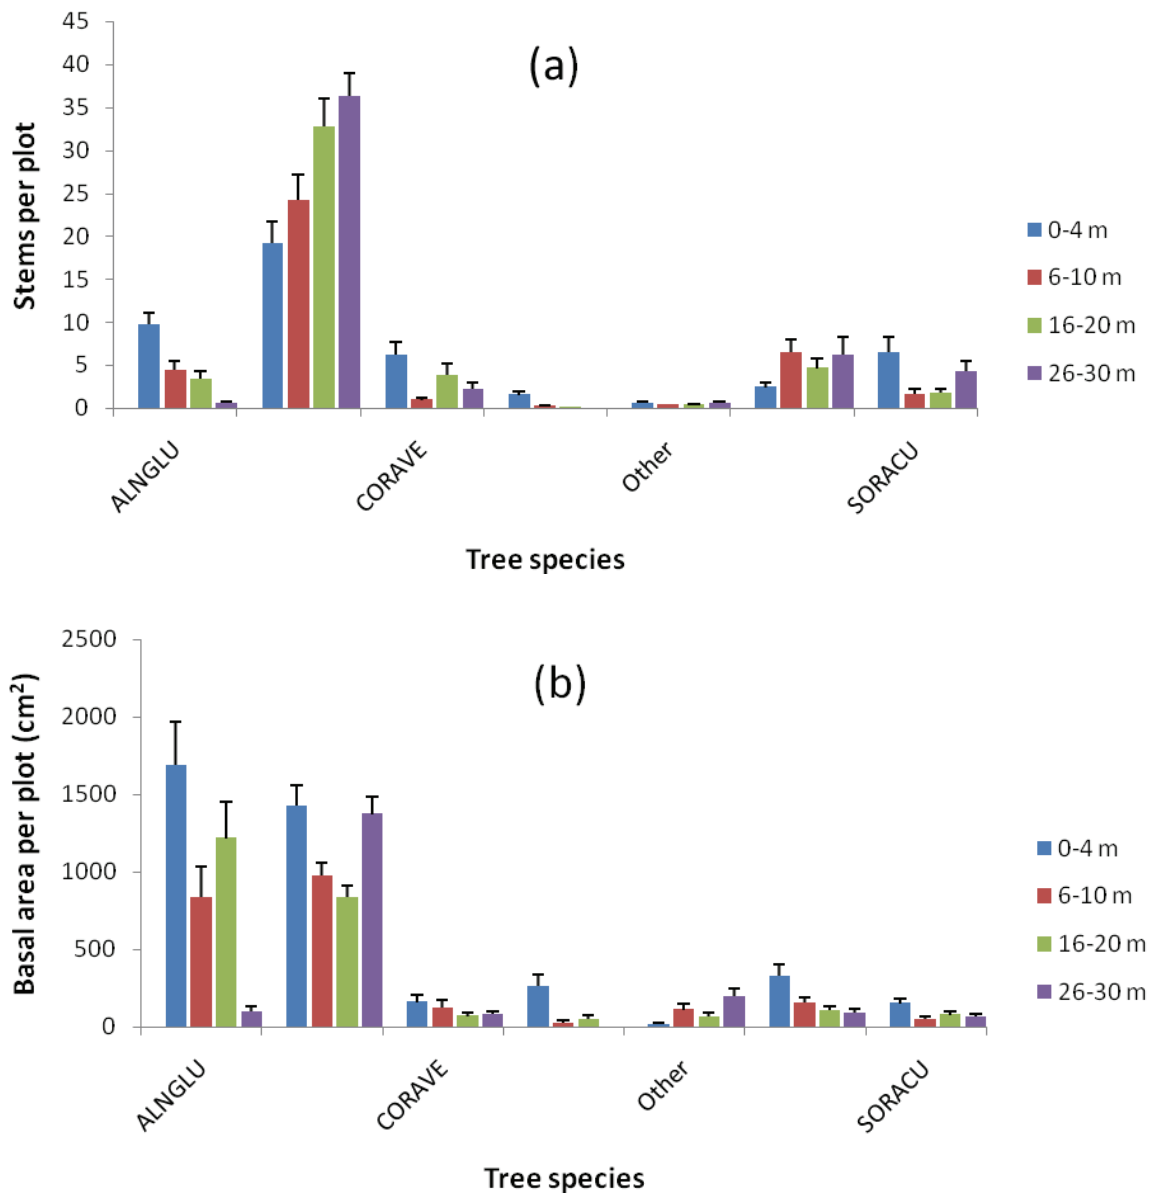 (a)
Stems per plot
45
40
35
30
25
20
15
10
5
0
ALNGLU
CORAVE
Other
SORACU
Tree species
0-4 m
6-10 m
16-20 m
26-30 m
(b)
Basal area per plot (cm²)
2500
2000
1500
1000
500
0
ALNGLU
CORAVE
Other
SORACU
Tree species
0-4 m
6-10 m
16-20 m
26-30 m